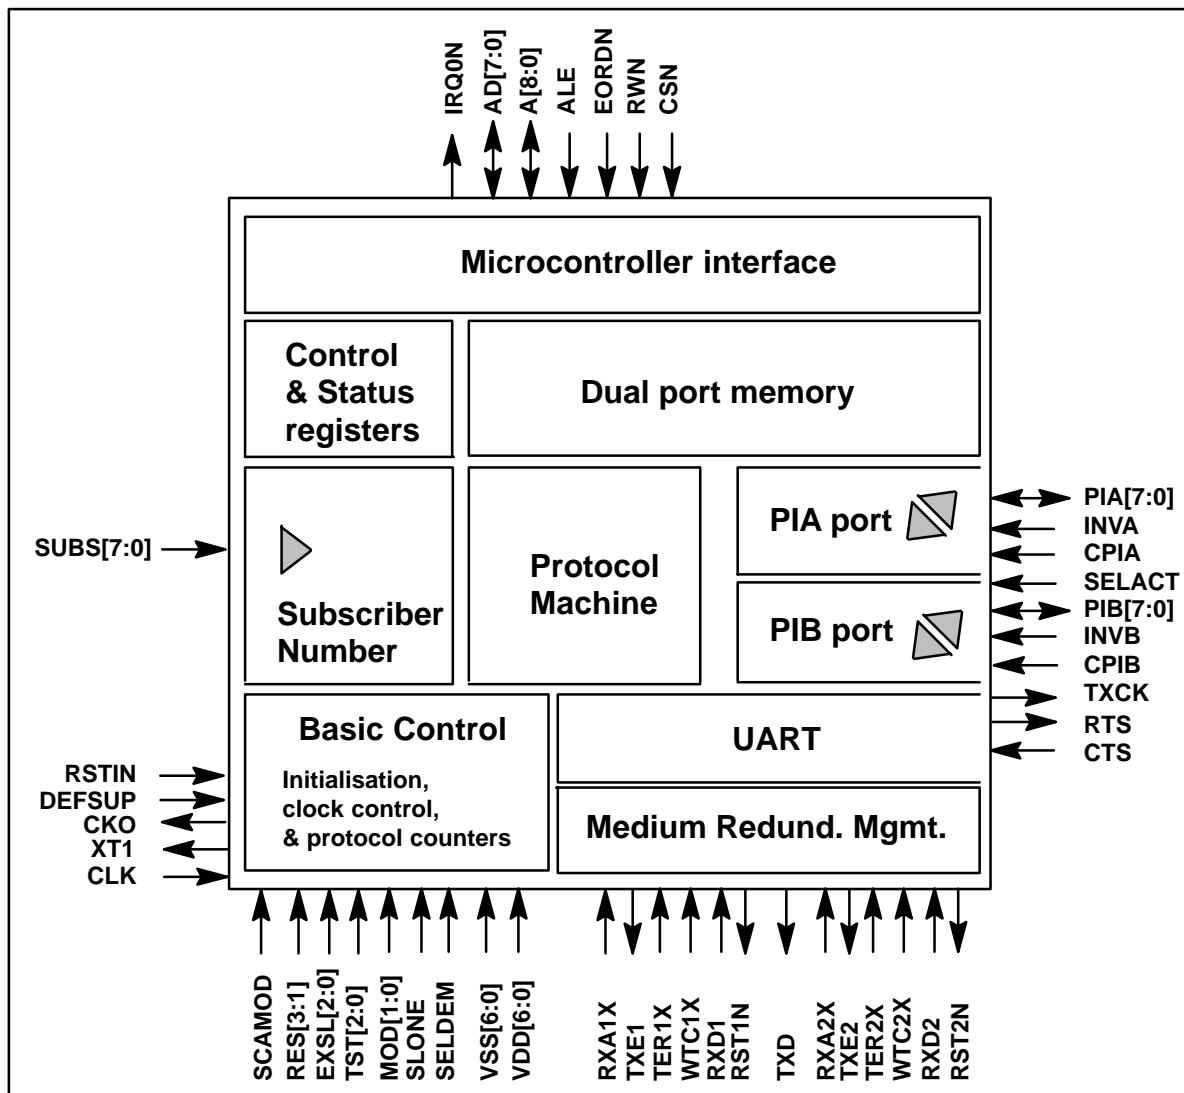 IRQ0N
AD[7:0]
A[8:0]
ALE
EORDN
RWN
CSN
Microcontroller interface
Control
& Status
registers
Dual port memory
SUBS[7:0]
Subscriber
Number
Protocol
Machine
PIA port
PIB port
PIA[7:0]
INVA
CPIA
SELACT
PIB[7:0]
INVB
CPIB
TXCK
RTS
CTS
RSTIN
DEFSUP
CKO
XT1
CLK
Basic Control
Initialisation,
clock control,
& protocol counters
UART
Medium Redund. Mgmt.
SCAMOD
RES[3:1]
EXSL[2:0]
TST[2:0]
MOD[1:0]
SLONE
SELDEM
VSS[6:0]
VDD[6:0]
RXA1X
TXE1
TER1X
WTC1X
RXD1
RST1N
TXD
RXA2X
TXE2
TER2X
WTC2X
RXD2
RST2N